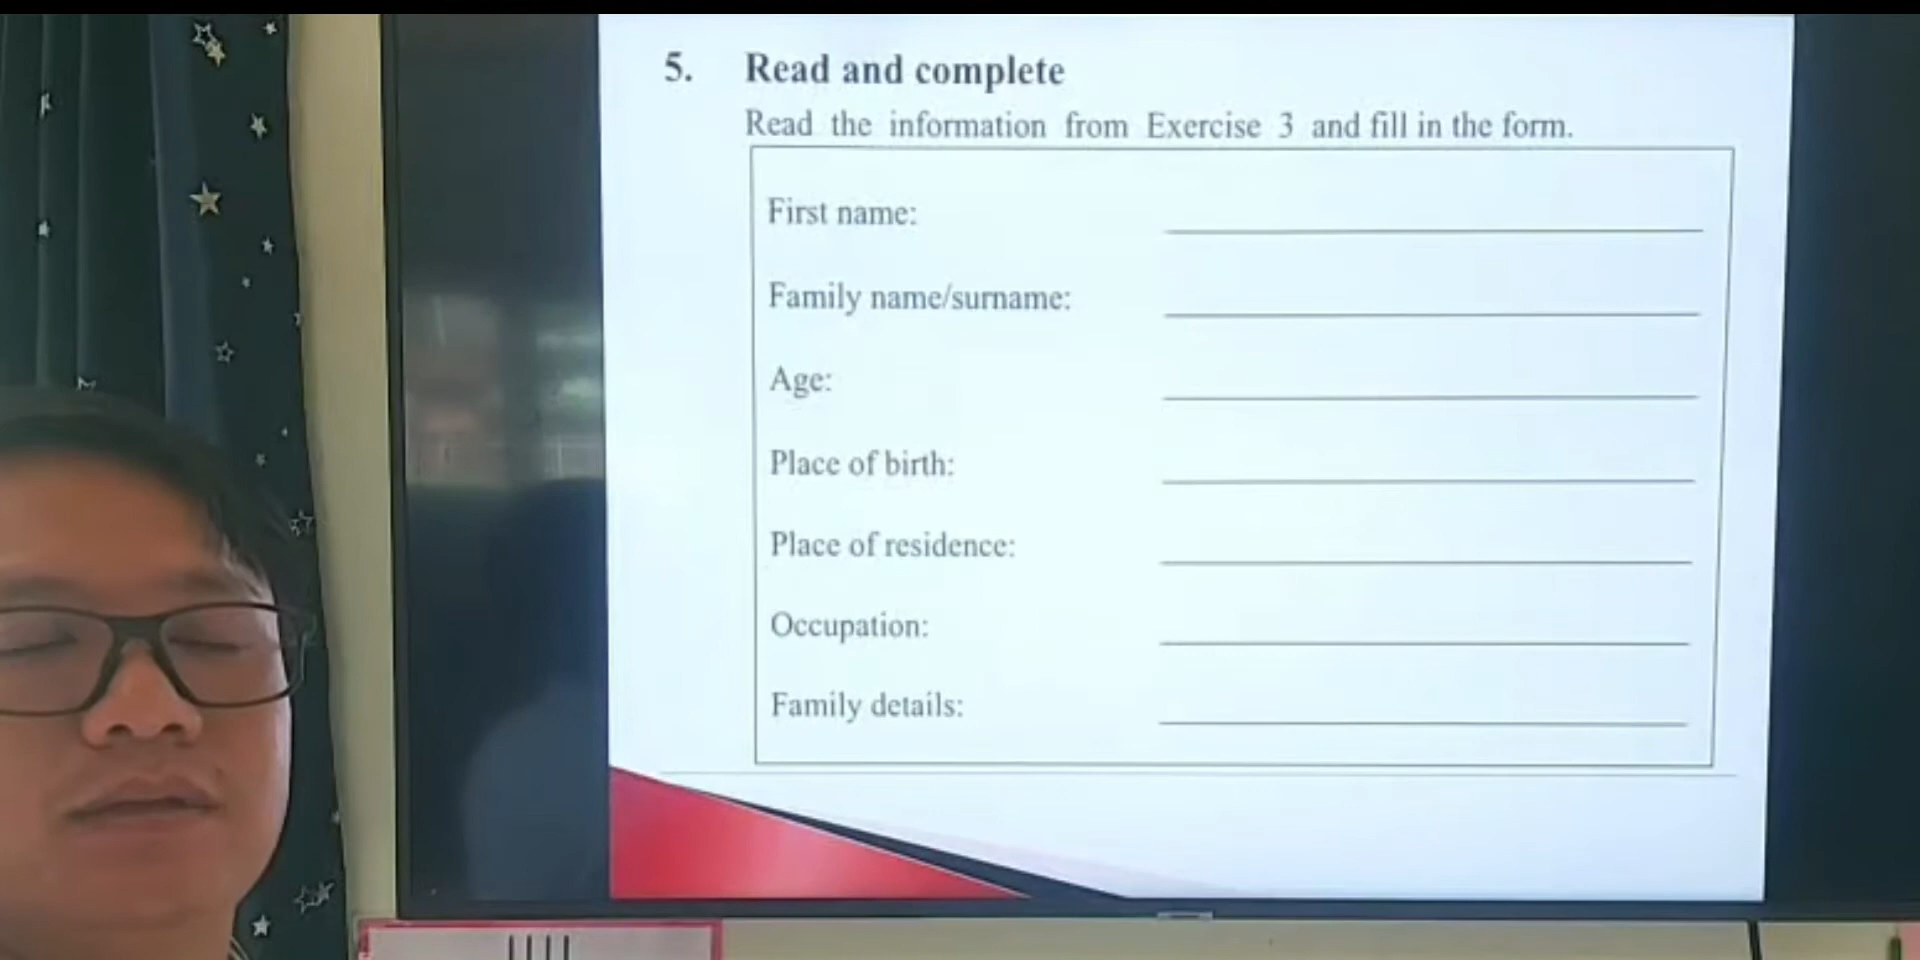 5. Read and complete
Read the information from Exercise 3 and fill in the form.
First name:
Family name/surname:
Age:
Place of birth:
Place of residence:
Occupation:
Family details: